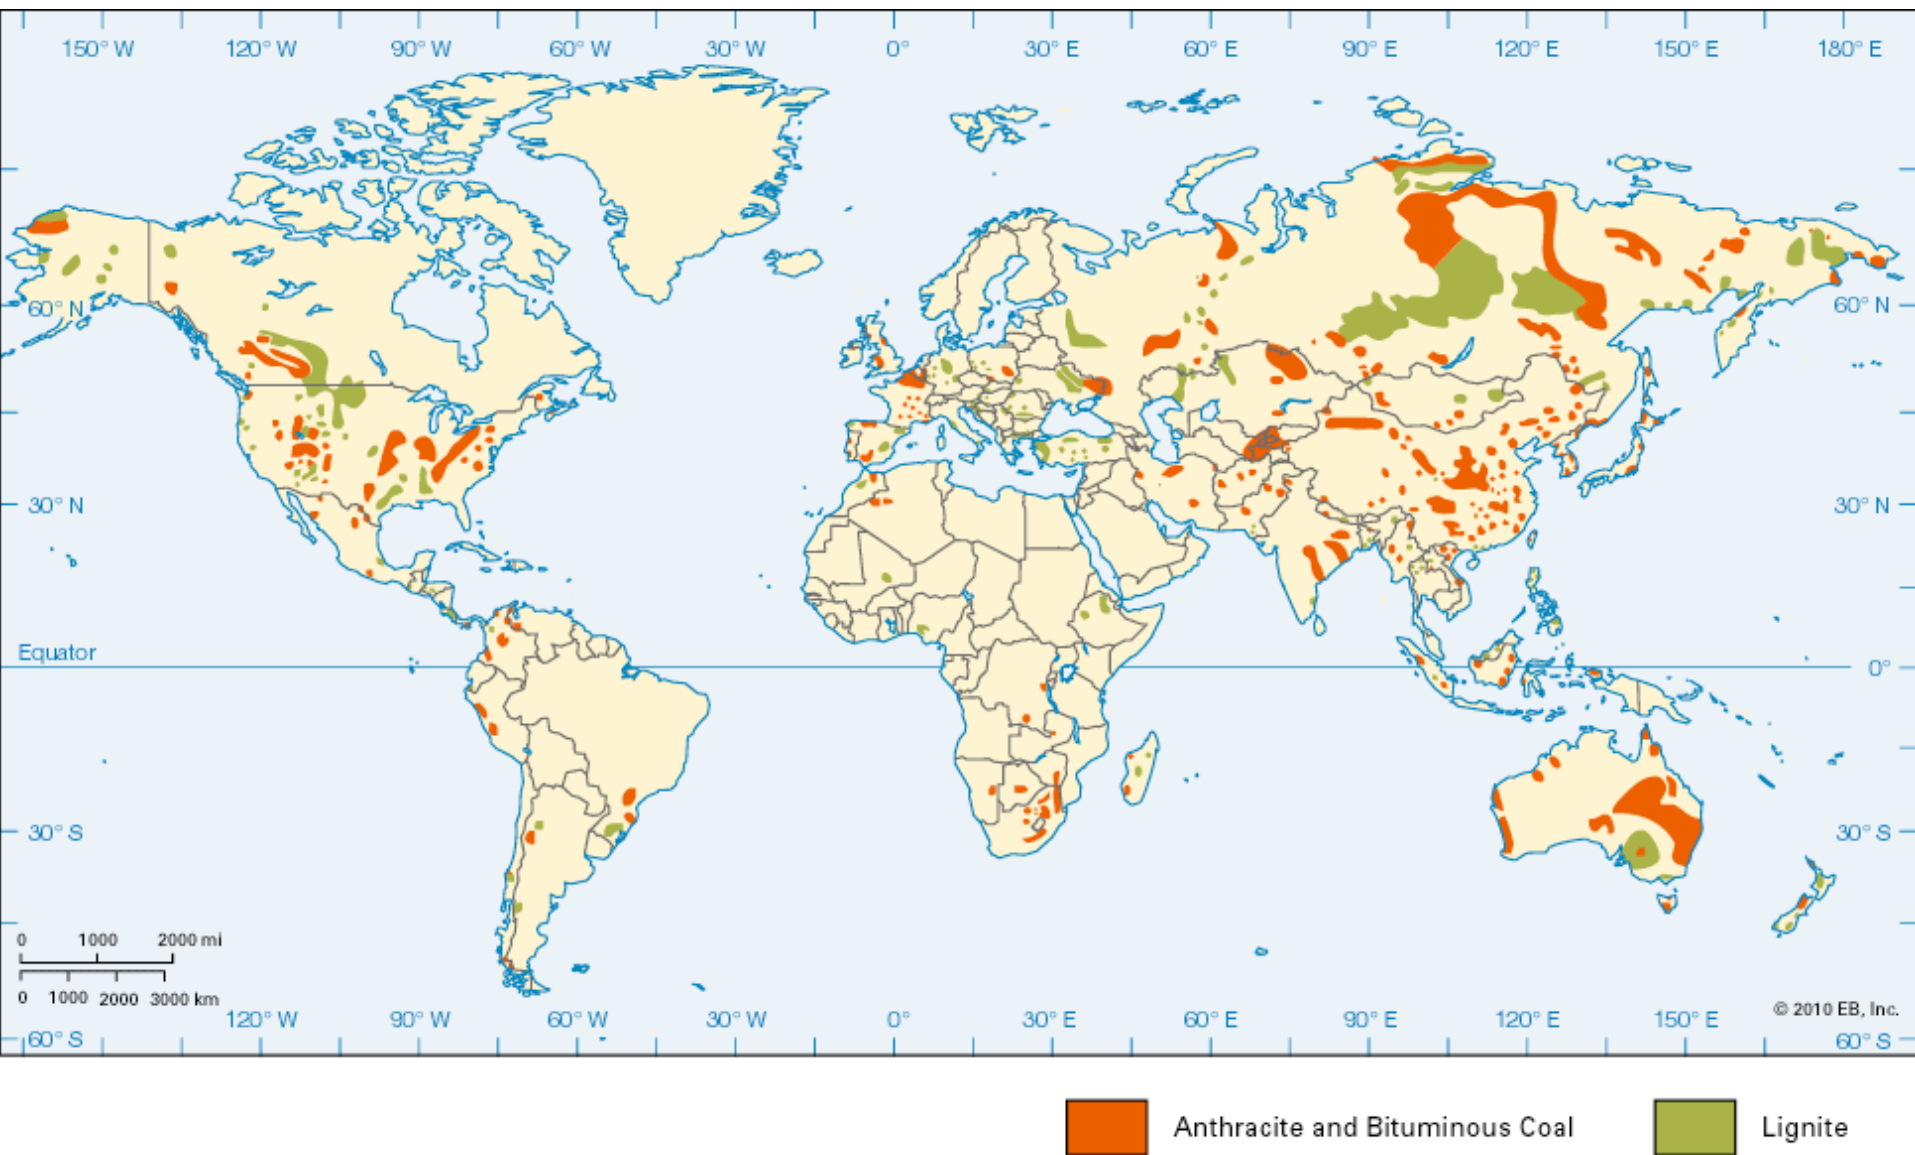 150° W 120° W 90° W 60° W 30° W 0° 30° E 60° E 90° E 120° E 150° E 180° E
60° N 60° N
30° N 30° N
Equator 0°
30° S 30° S
0 1000 2000 mi
0 1000 2000 3000 km
© 2010 EB, Inc.
120° W 90° W 60° W 30° W 0° 30° E 60° E 90° E 120° E 150° E
60° S 60° S
Anthracite and Bituminous Coal Lignite